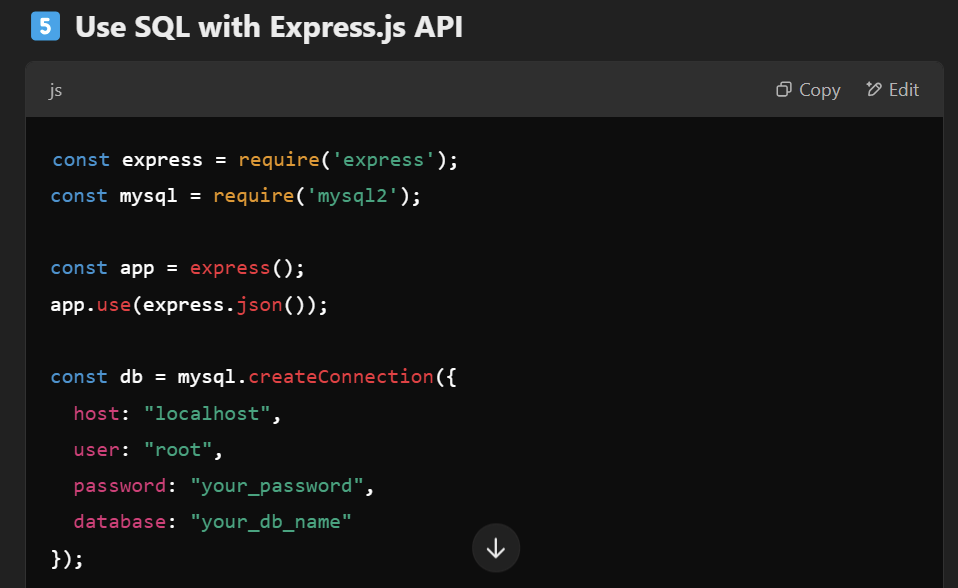 5 Use SQL with Express.js API
js Copy Edit
const express = require('express');
const mysql = require('mysql2');
const app = express();
app.use(express.json());
const db = mysql.createConnection({
  host: "localhost",
  user: "root",
  password: "your_password",
  database: "your_db_name"
});